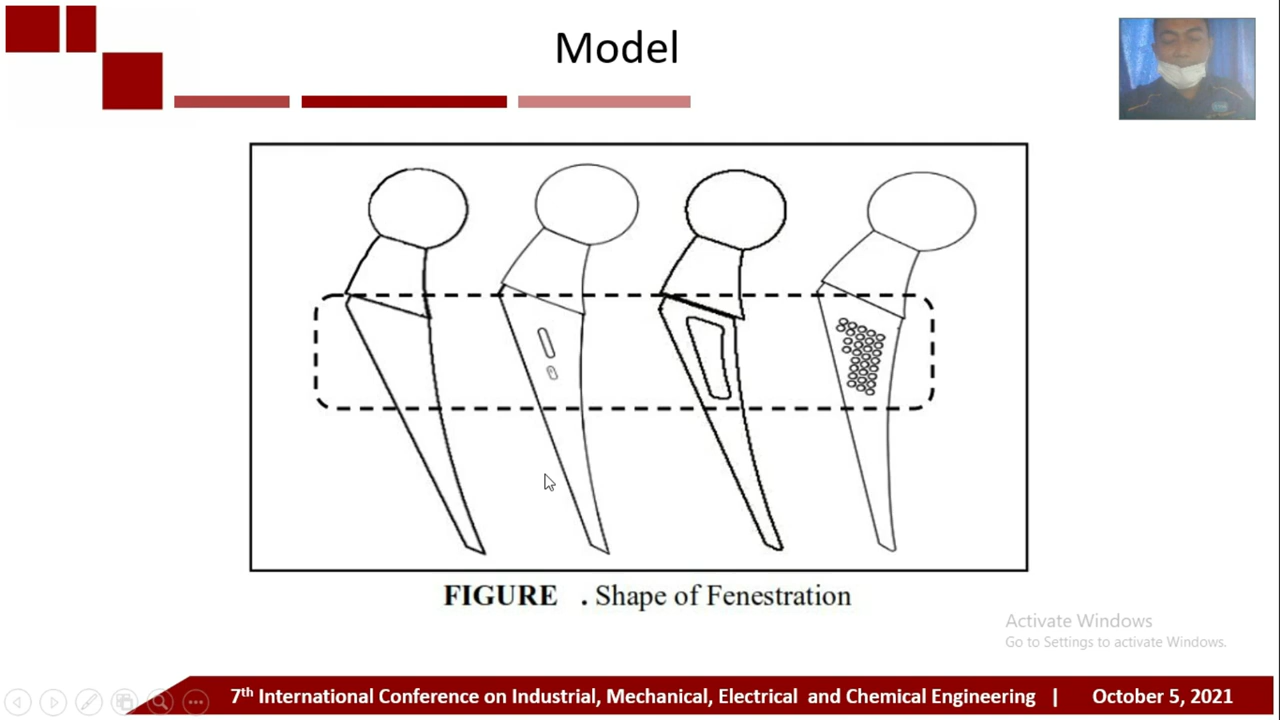 Model
FIGURE . Shape of Fenestration
Activate Windows
Go to Settings to activate Windows.
7th International Conference on Industrial, Mechanical, Electrical and Chemical Engineering | October 5, 2021